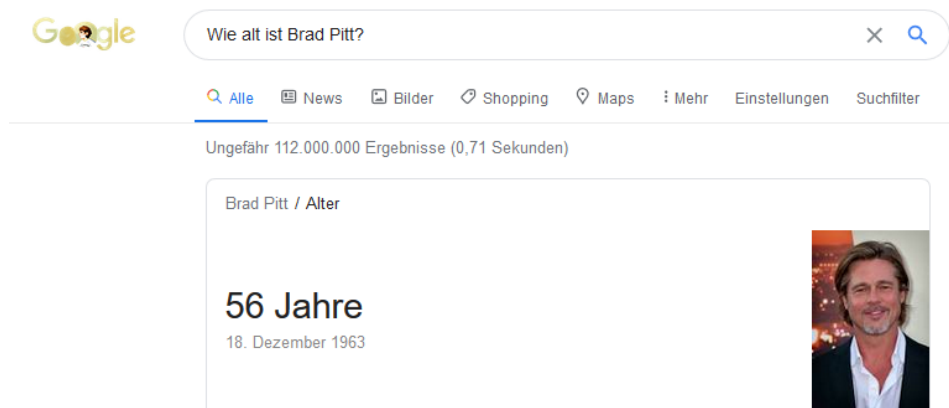 Google
Wie alt ist Brad Pitt?
Alle News Bilder Shopping Maps Mehr Einstellungen Suchfilter
Ungefähr 112.000.000 Ergebnisse (0,71 Sekunden)
Brad Pitt / Alter
56 Jahre
18. Dezember 1963